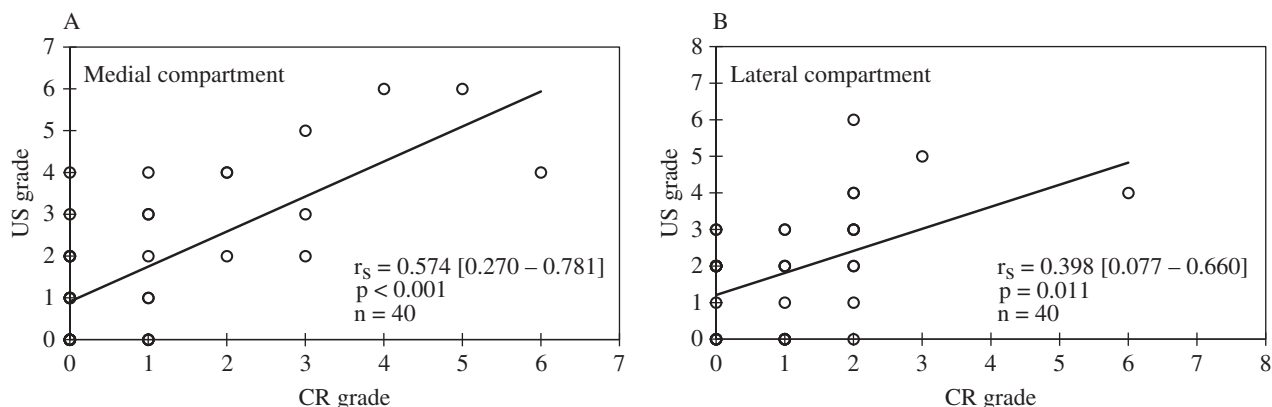 A
7
Medial compartment
6
5
4
3
2
1
0
US grade
r_s = 0.574 [0.270 – 0.781]
p < 0.001
n = 40
0 1 2 3 4 5 6 7
CR grade
B
8
Lateral compartment
7
6
5
4
3
2
1
0
US grade
r_s = 0.398 [0.077 – 0.660]
p = 0.011
n = 40
0 1 2 3 4 5 6 7 8
CR grade